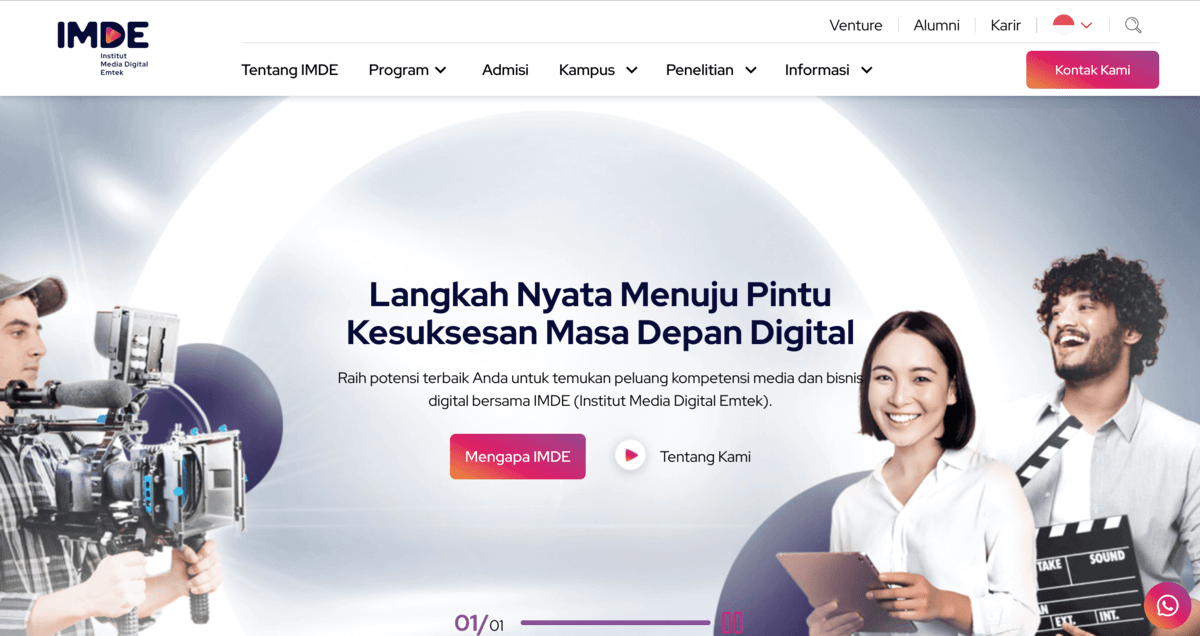 IMDE
Institut
Media Digital
Emtek
Venture
Alumni
Karir
Tentang IMDE
Program
Admisi
Kampus
Penelitian
Informasi
Kontak Kami
Langkah Nyata Menuju Pintu
Kesuksesan Masa Depan Digital
Raih potensi terbaik Anda untuk temukan peluang kompetensi media dan bisnis
digital bersama IMDE (Institut Media Digital Emtek).
Mengapa IMDE
Tentang Kami
TAKE SOUND
EXT. INT.
01/01